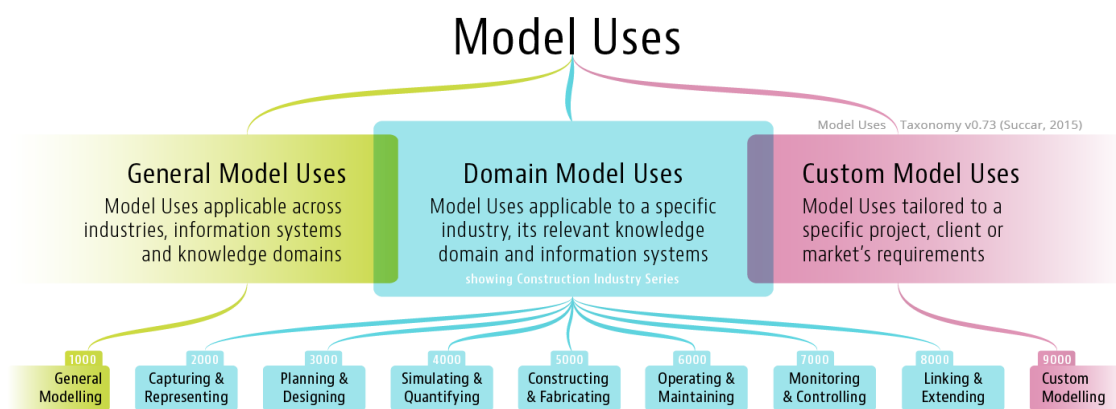 Model Uses
Model Uses Taxonomy v0.73 (Succar, 2015)
General Model Uses
Model Uses applicable across
industries, information systems
and knowledge domains
Domain Model Uses
Model Uses applicable to a specific
industry, its relevant knowledge
domain and information systems
showing Construction Industry Series
Custom Model Uses
Model Uses tailored to a
specific project, client or
market's requirements
1000
General
Modelling
2000
Capturing &
Representing
3000
Planning &
Designing
4000
Simulating &
Quantifying
5000
Constructing
& Fabricating
6000
Operating &
Maintaining
7000
Monitoring
& Controlling
8000
Linking &
Extending
9000
Custom
Modelling